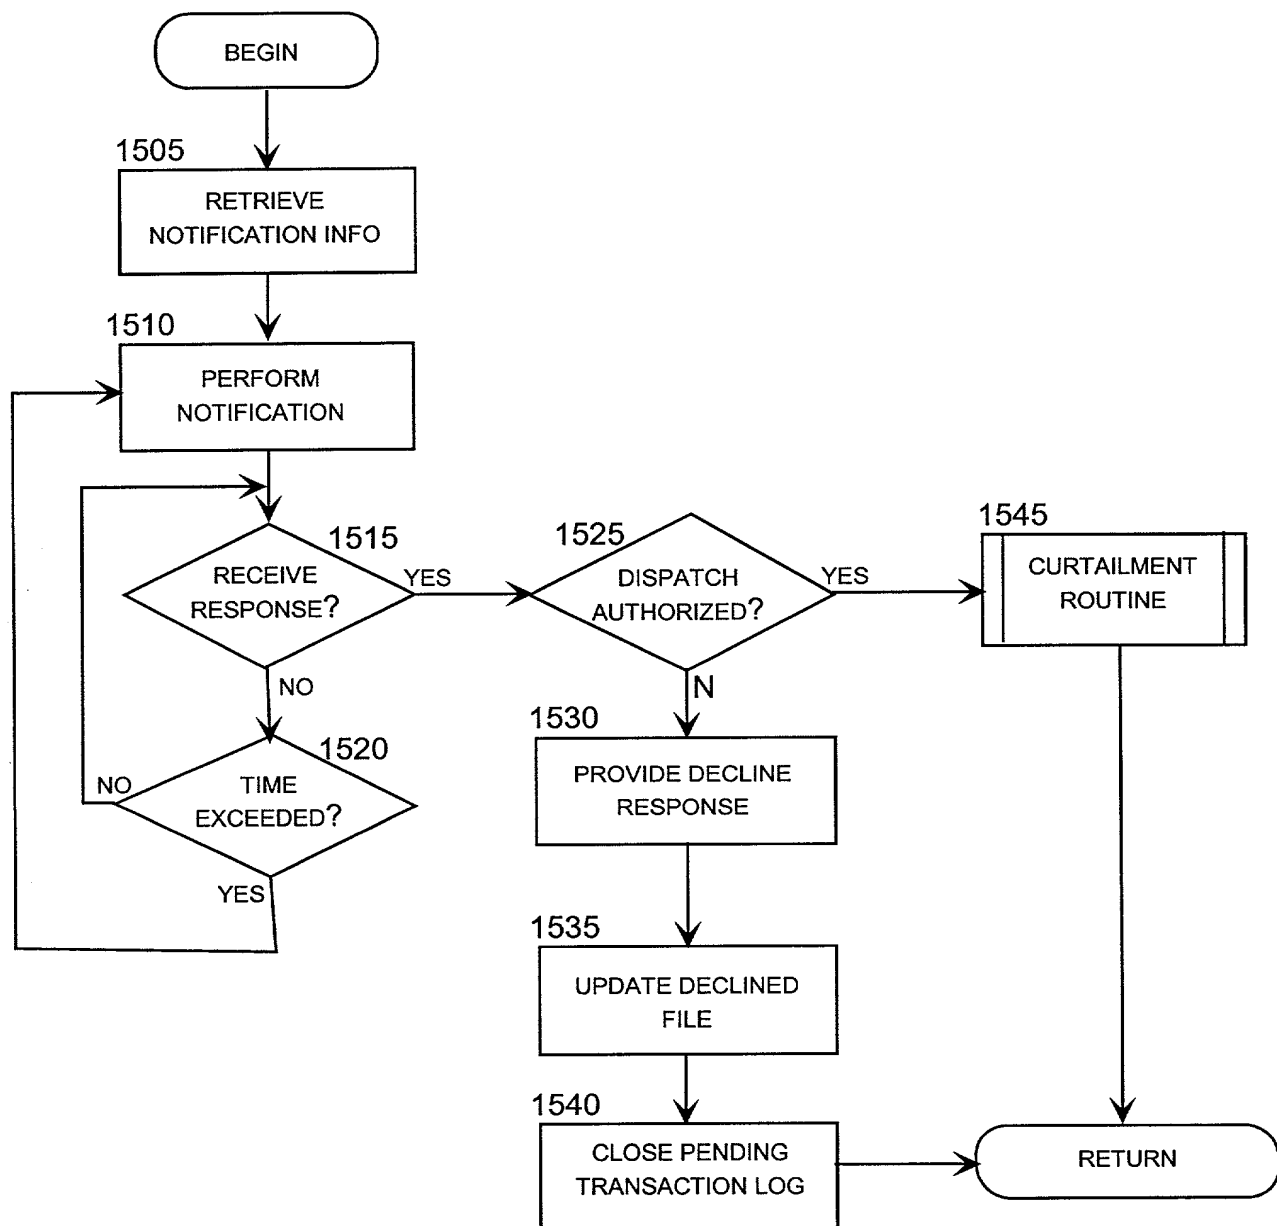 BEGIN
1505
RETRIEVE
NOTIFICATION INFO
1510
PERFORM
NOTIFICATION
1515
RECEIVE
RESPONSE?
YES
NO
1520
TIME
EXCEEDED?
NO
YES
1525
DISPATCH
AUTHORIZED?
YES
N
1530
PROVIDE DECLINE
RESPONSE
1535
UPDATE DECLINED
FILE
1540
CLOSE PENDING
TRANSACTION LOG
1545
CURTAILMENT
ROUTINE
RETURN